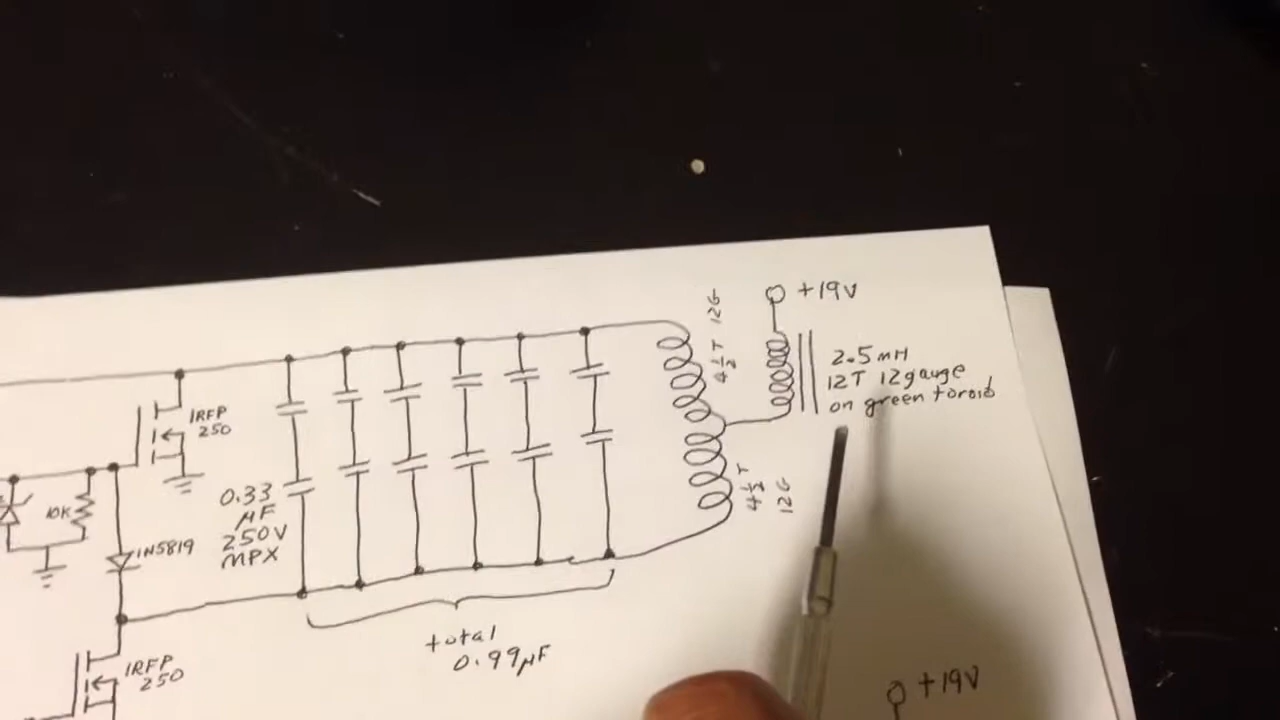 +19V
4½T 12G
2.5mH
12T 12gauge
on green toroid
IRFP
250
4½T
12G
0.33
µF
250V
MPX
10K
IN5819
total
0.99µF
IRFP
250
+19V